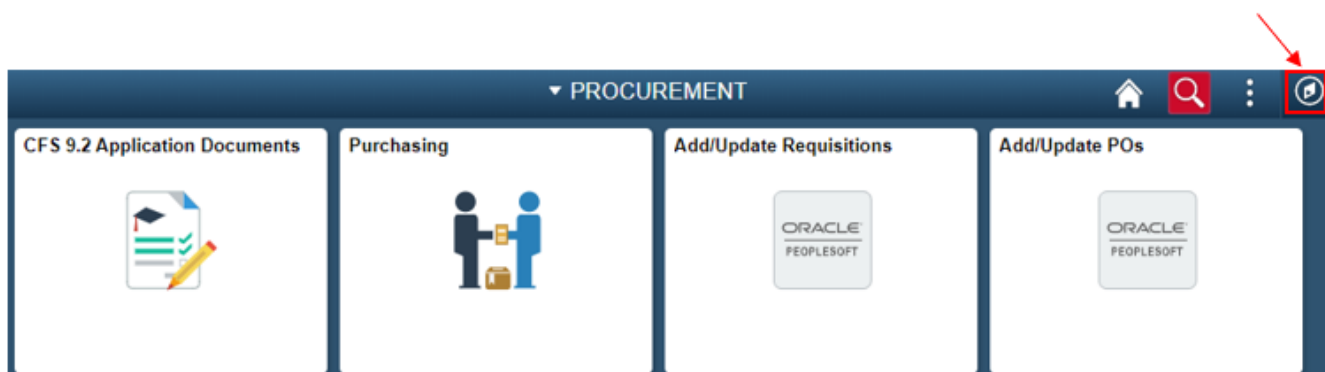 PROCUREMENT
CFS 9.2 Application Documents
Purchasing
Add/Update Requisitions
Add/Update POs
ORACLE
PEOPLESOFT
ORACLE
PEOPLESOFT